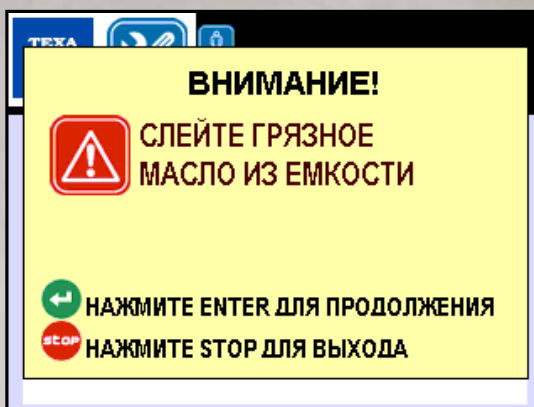 TEXA
ВНИМАНИЕ!
СЛЕЙТЕ ГРЯЗНОЕ
МАСЛО ИЗ ЕМКОСТИ
НАЖМИТЕ ENTER ДЛЯ ПРОДОЛЖЕНИЯ
stop НАЖМИТЕ STOP ДЛЯ ВЫХОДА